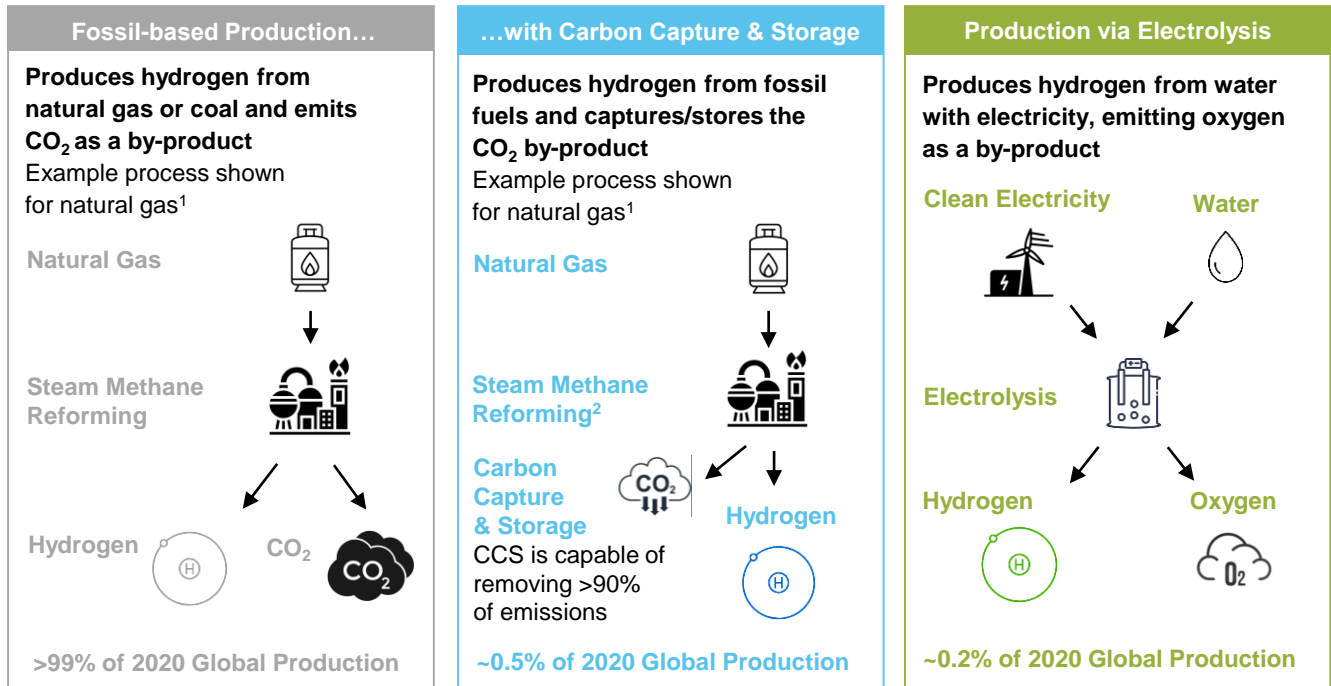 Fossil-based Production…
Produces hydrogen from
natural gas or coal and emits
CO₂ as a by-product
Example process shown
for natural gas¹
Natural Gas
Steam Methane
Reforming
Hydrogen
H
CO₂
CO₂
>99% of 2020 Global Production
…with Carbon Capture & Storage
Produces hydrogen from fossil
fuels and captures/stores the
CO₂ by-product
Example process shown
for natural gas¹
Natural Gas
Steam Methane
Reforming²
Carbon
Capture
& Storage
CO₂
Hydrogen
H
CCS is capable of
removing >90%
of emissions
~0.5% of 2020 Global Production
Production via Electrolysis
Produces hydrogen from water
with electricity, emitting oxygen
as a by-product
Clean Electricity
Water
Electrolysis
Hydrogen
H
Oxygen
O₂
~0.2% of 2020 Global Production